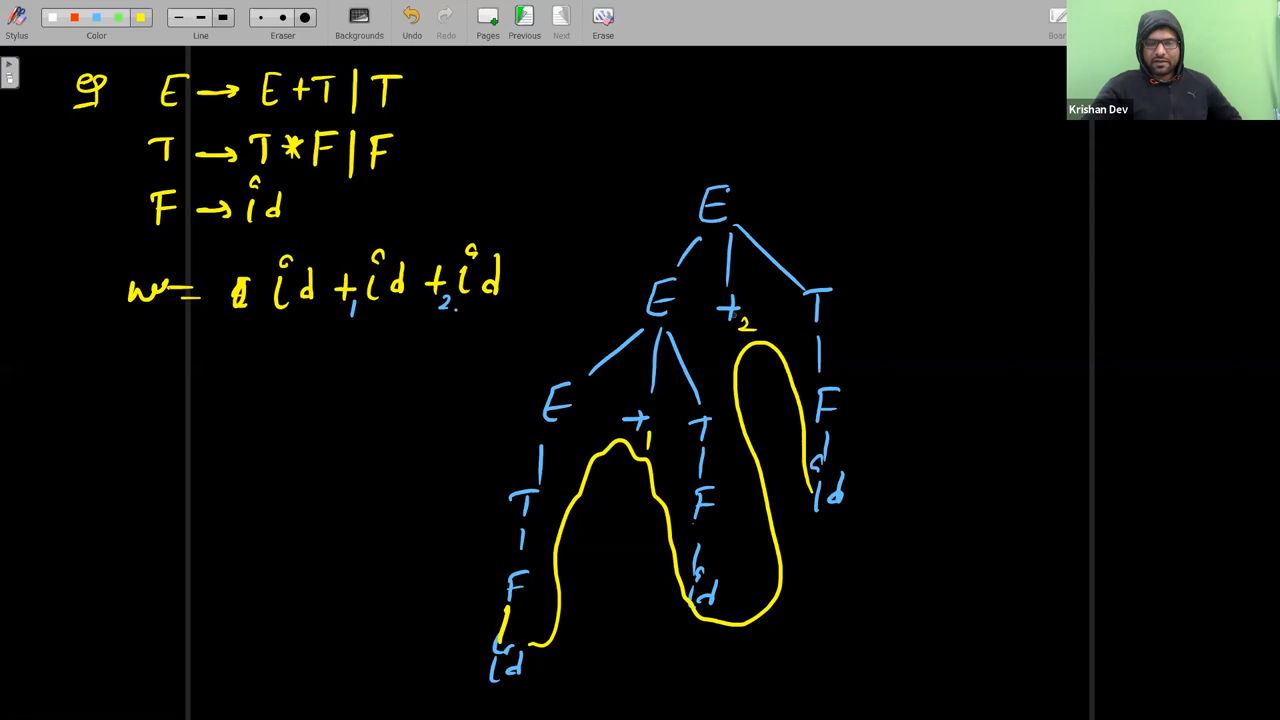 Stylus
Color
Line
Eraser
Backgrounds
Undo
Redo
Pages
Previous
Next
Erase
Krishan Dev
E → E + T | T
T → T * F | F
F → id
w = id +1 id +2 id
E
E +2 T
E +1 T F
T F id
F id
id